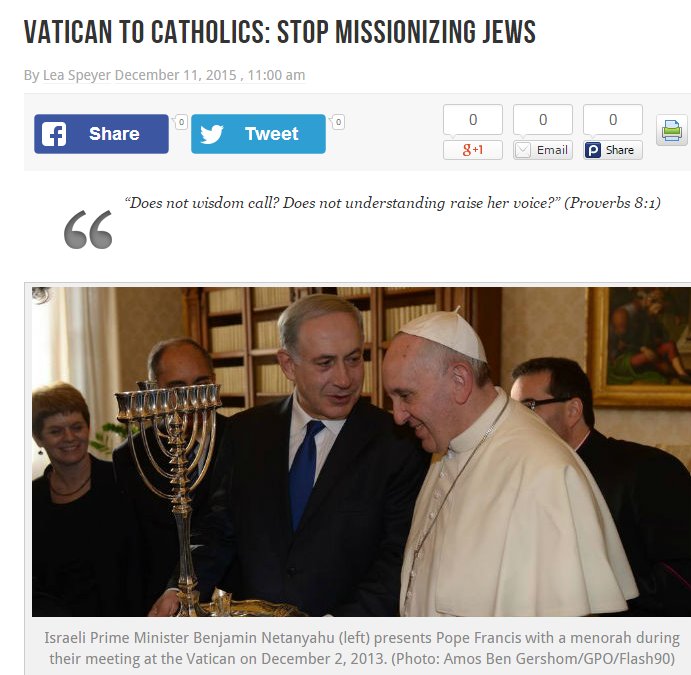 VATICAN TO CATHOLICS: STOP MISSIONIZING JEWS
By Lea Speyer December 11, 2015 , 11:00 am
Share 0 Tweet 0
0 0 0
g+1 Email Share
“Does not wisdom call? Does not understanding raise her voice?” (Proverbs 8:1)
Israeli Prime Minister Benjamin Netanyahu (left) presents Pope Francis with a menorah during
their meeting at the Vatican on December 2, 2013. (Photo: Amos Ben Gershom/GPO/Flash90)